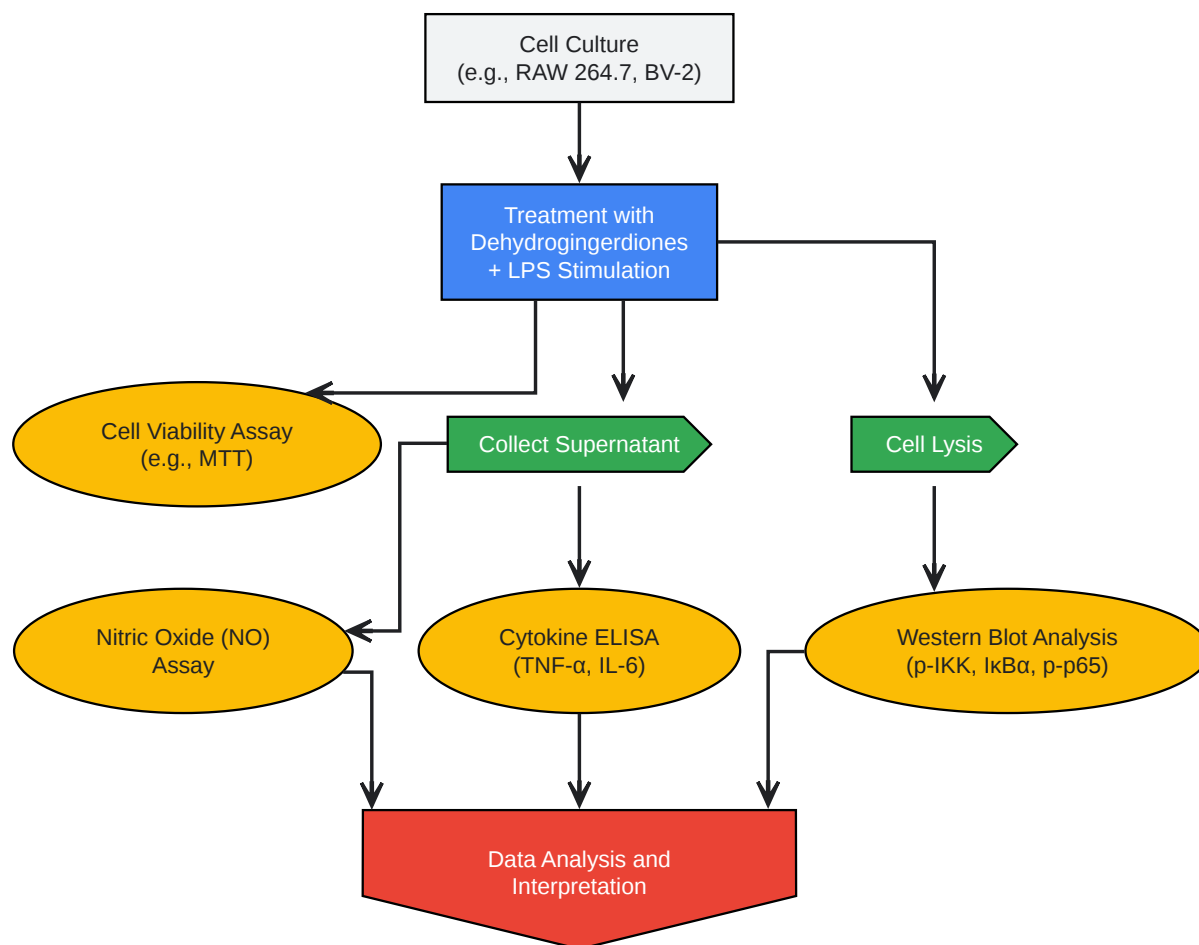 Cell Culture
(e.g., RAW 264.7, BV-2)
Treatment with
Dehydrogingerdiones
+ LPS Stimulation
Cell Viability Assay
(e.g., MTT)
Collect Supernatant
Cell Lysis
Nitric Oxide (NO)
Assay
Cytokine ELISA
(TNF-α, IL-6)
Western Blot Analysis
(p-IKK, IκBα, p-p65)
Data Analysis and
Interpretation